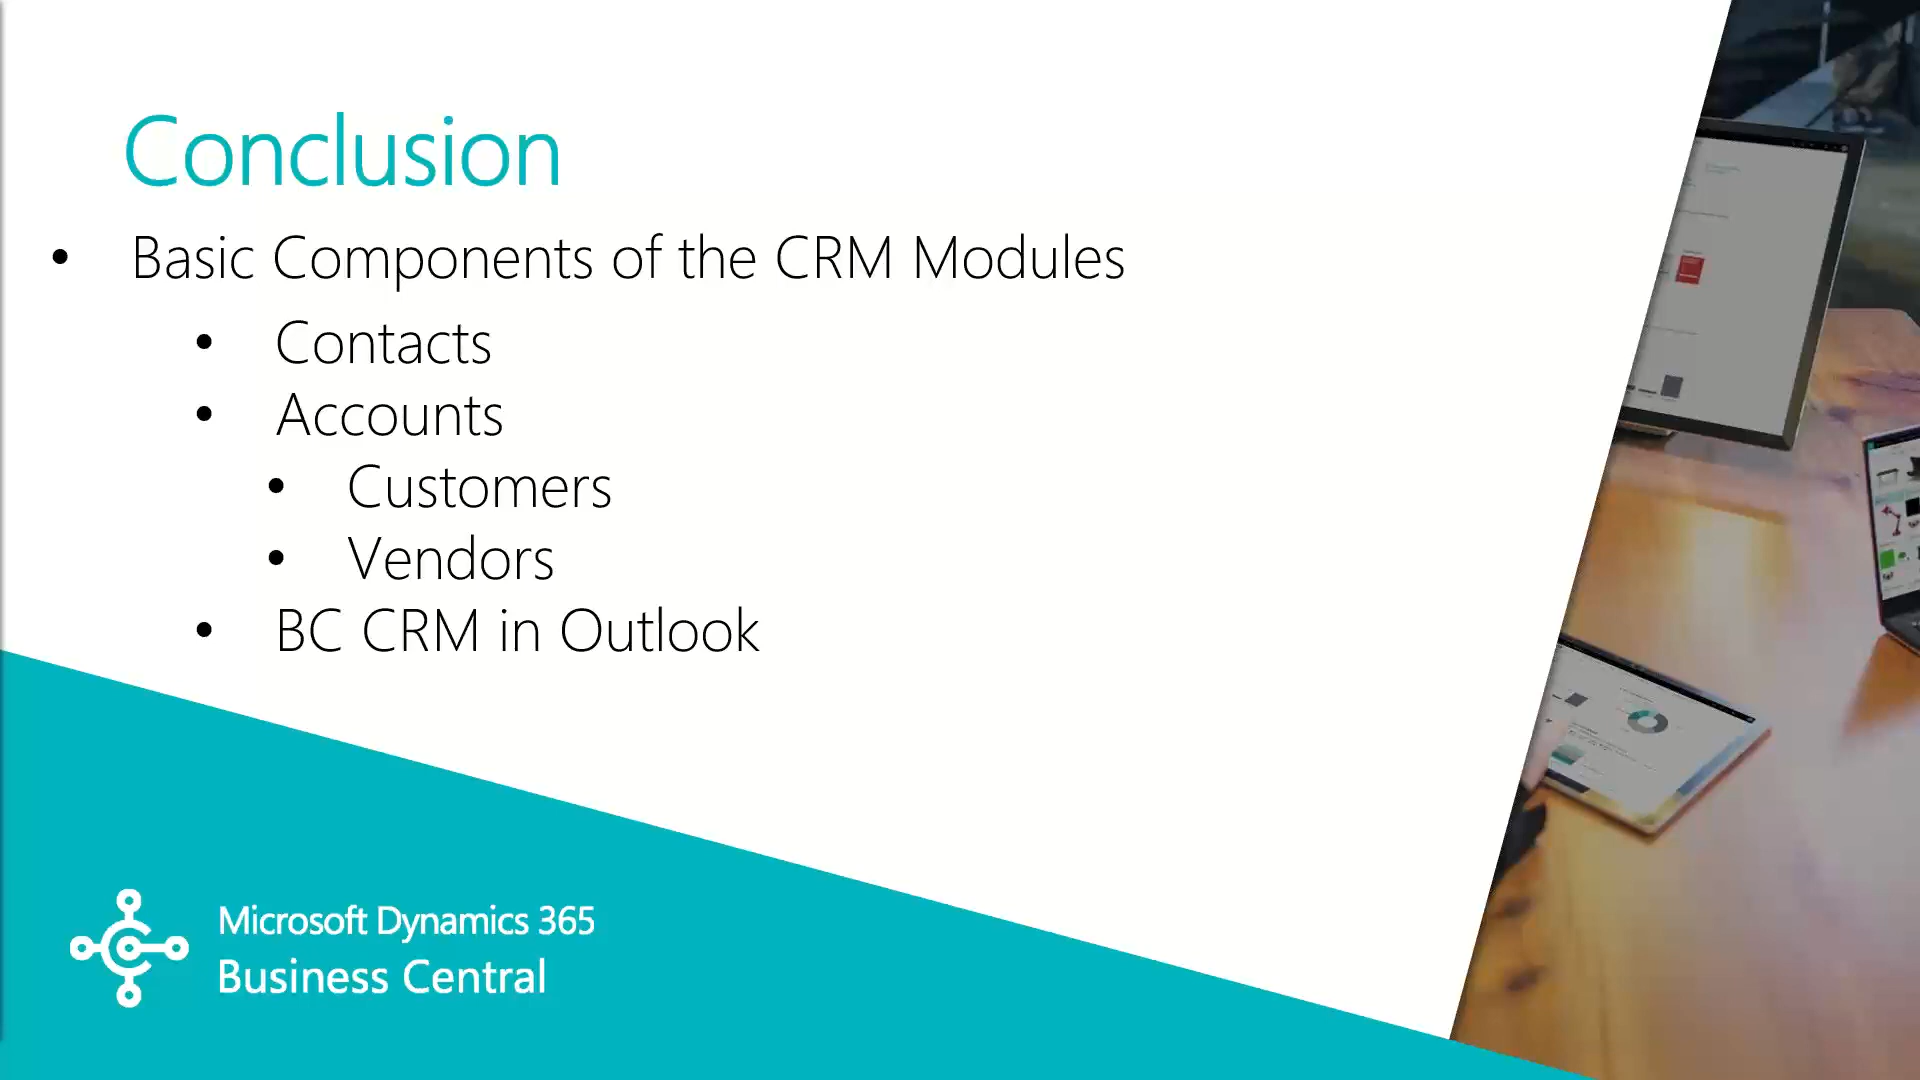 Conclusion
• Basic Components of the CRM Modules
• Contacts
• Accounts
• Customers
• Vendors
• BC CRM in Outlook
Microsoft Dynamics 365
Business Central